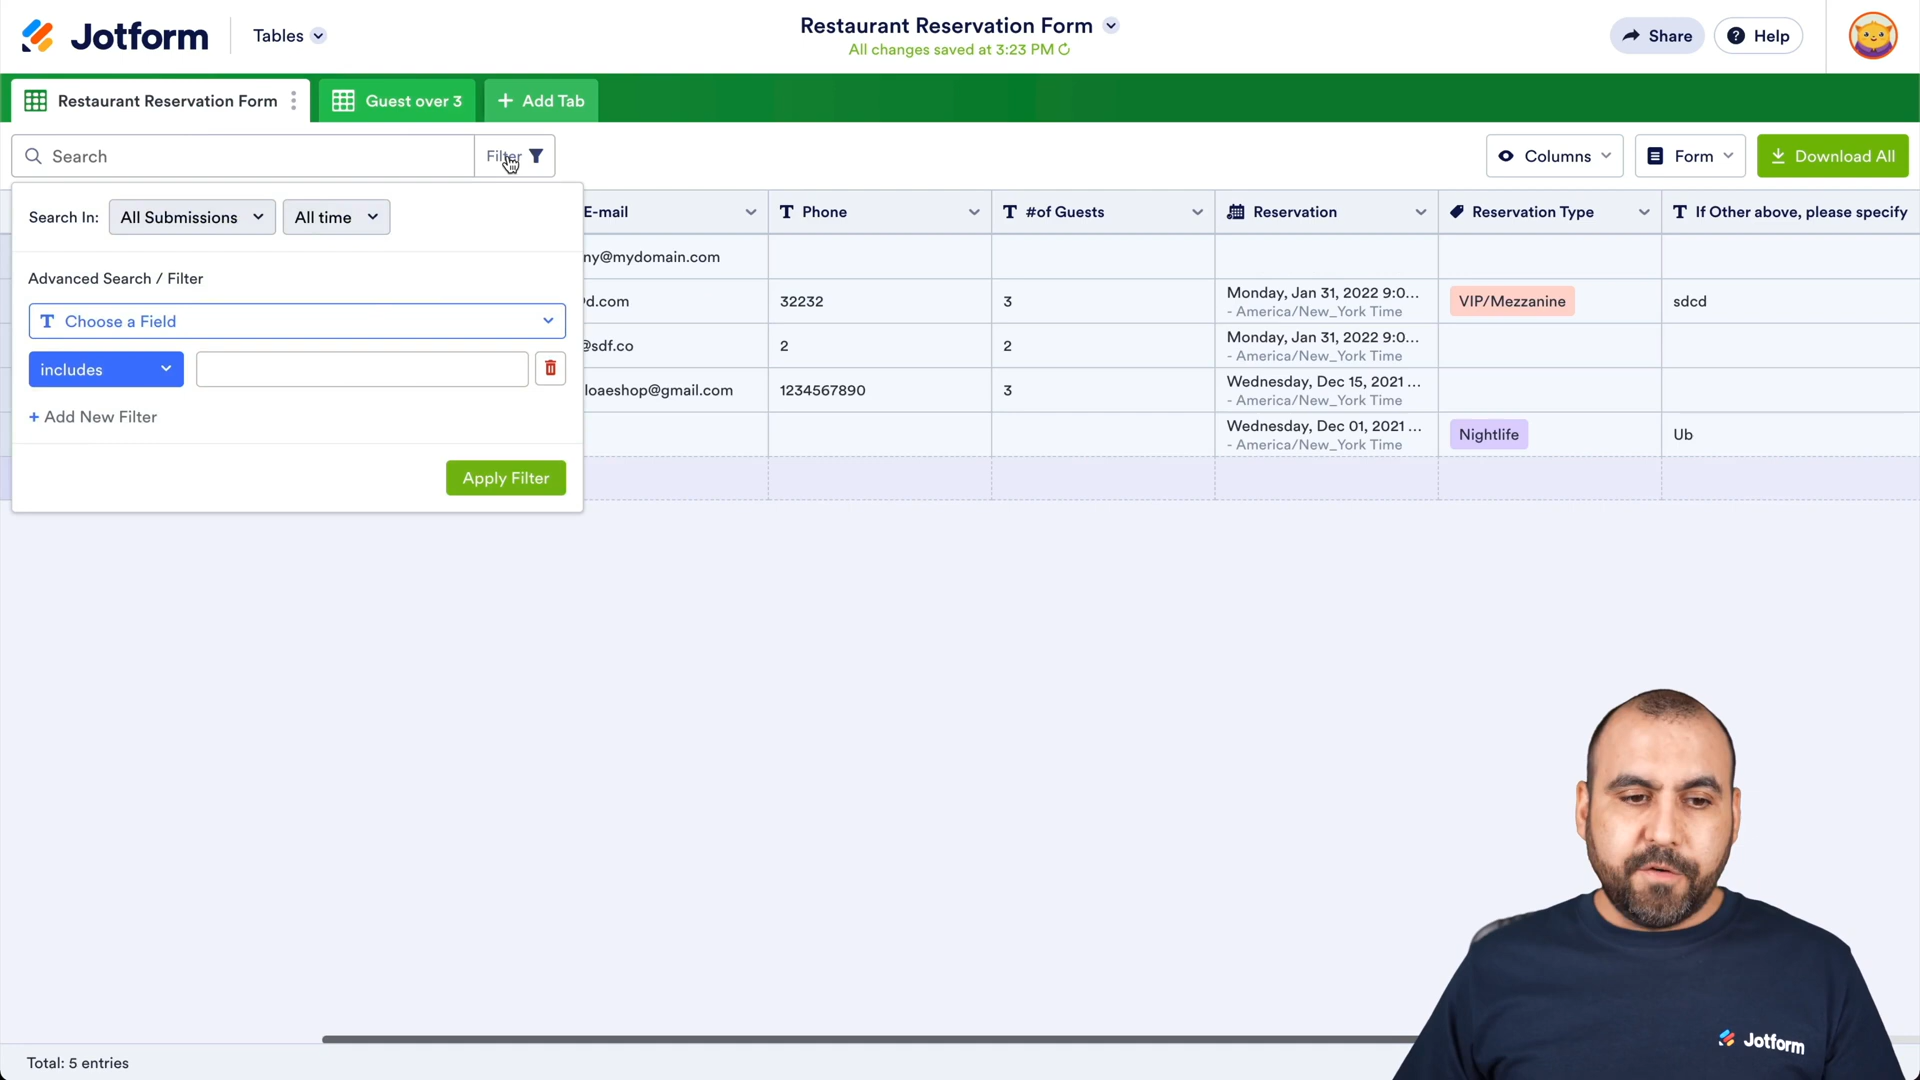 Jotform
Tables
Restaurant Reservation Form
All changes saved at 3:23 PM
Share
Help
Restaurant Reservation Form
Guest over 3
+ Add Tab
Search
Filter
Columns
Form
Download All
Search In: All Submissions All time
Advanced Search / Filter
Choose a Field
includes
+ Add New Filter
Apply Filter
E-mail
Phone
#of Guests
Reservation
Reservation Type
If Other above, please specify
ny@mydomain.com
d.com
32232
3
Monday, Jan 31, 2022 9:0...
- America/New_York Time
VIP/Mezzanine
sdcd
@sdf.co
2
2
Monday, Jan 31, 2022 9:0...
- America/New_York Time
loaeshop@gmail.com
1234567890
3
Wednesday, Dec 15, 2021 ...
- America/New_York Time
Wednesday, Dec 01, 2021 ...
- America/New_York Time
Nightlife
Ub
Total: 5 entries
Jotform